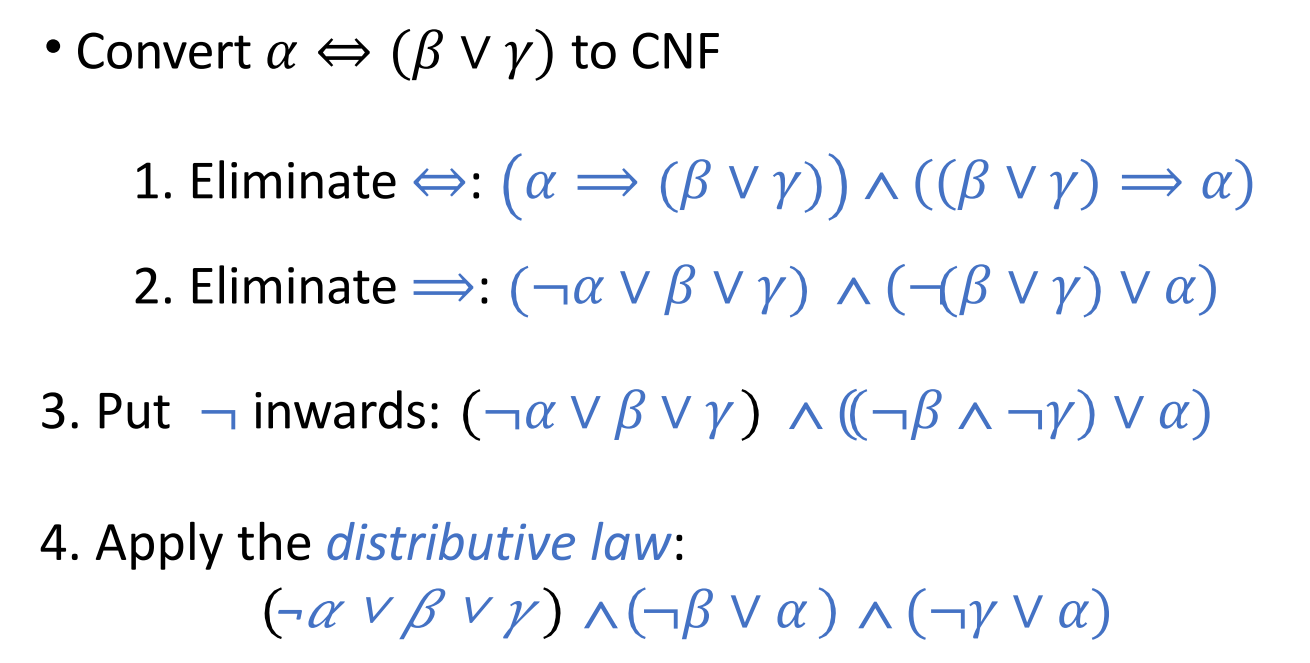 • Convert 𝛼 ⇔ (𝛽 ∨ 𝛾) to CNF
1. Eliminate ⇔: (𝛼 ⟹ (𝛽 ∨ 𝛾)) ∧ ((𝛽 ∨ 𝛾) ⟹ 𝛼)
2. Eliminate ⟹: (¬𝛼 ∨ 𝛽 ∨ 𝛾) ∧ (¬(𝛽 ∨ 𝛾) ∨ 𝛼)
3. Put ¬ inwards: (¬𝛼 ∨ 𝛽 ∨ 𝛾) ∧ ((¬𝛽 ∧ ¬𝛾) ∨ 𝛼)
4. Apply the distributive law:
(¬𝛼 ∨ 𝛽 ∨ 𝛾) ∧ (¬𝛽 ∨ 𝛼) ∧ (¬𝛾 ∨ 𝛼)